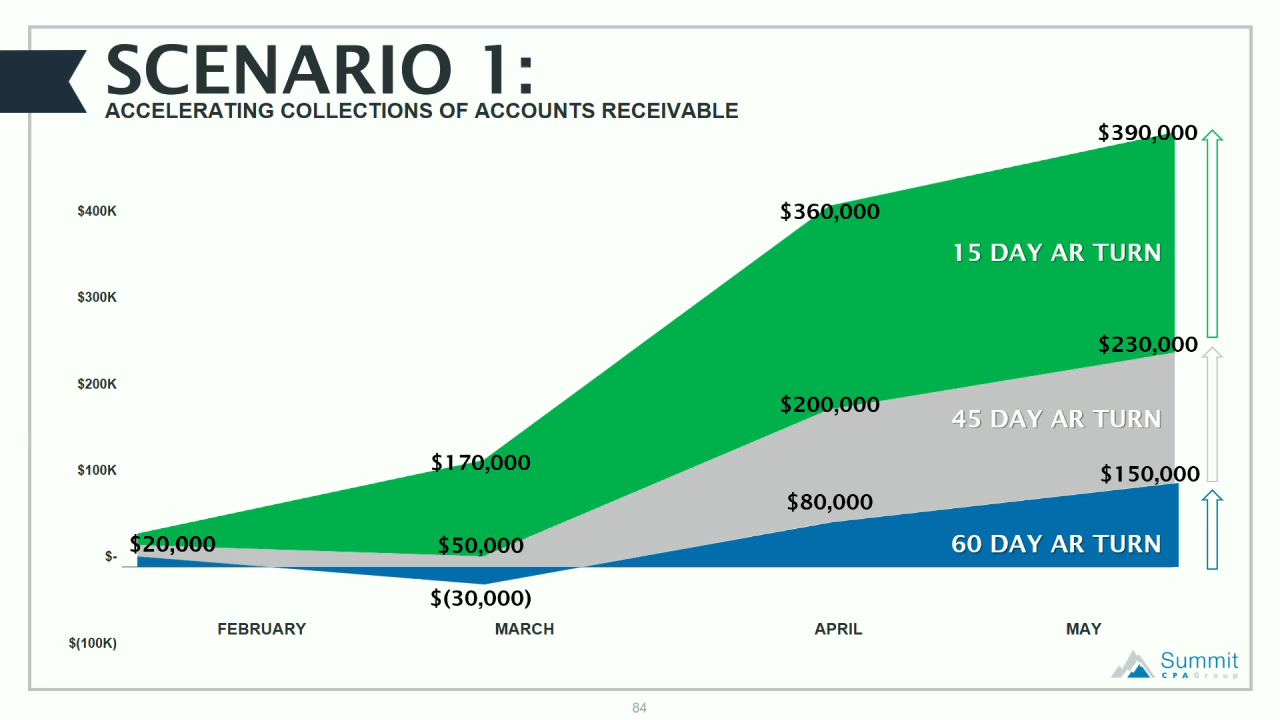 SCENARIO 1:
ACCELERATING COLLECTIONS OF ACCOUNTS RECEIVABLE
$390,000
$400K
$360,000
15 DAY AR TURN
$300K
$230,000
$200K
$200,000
45 DAY AR TURN
$100K
$170,000
$150,000
$80,000
$-
$20,000
$50,000
60 DAY AR TURN
$(30,000)
FEBRUARY MARCH APRIL MAY
$(100K)
Summit
CPA Group
84